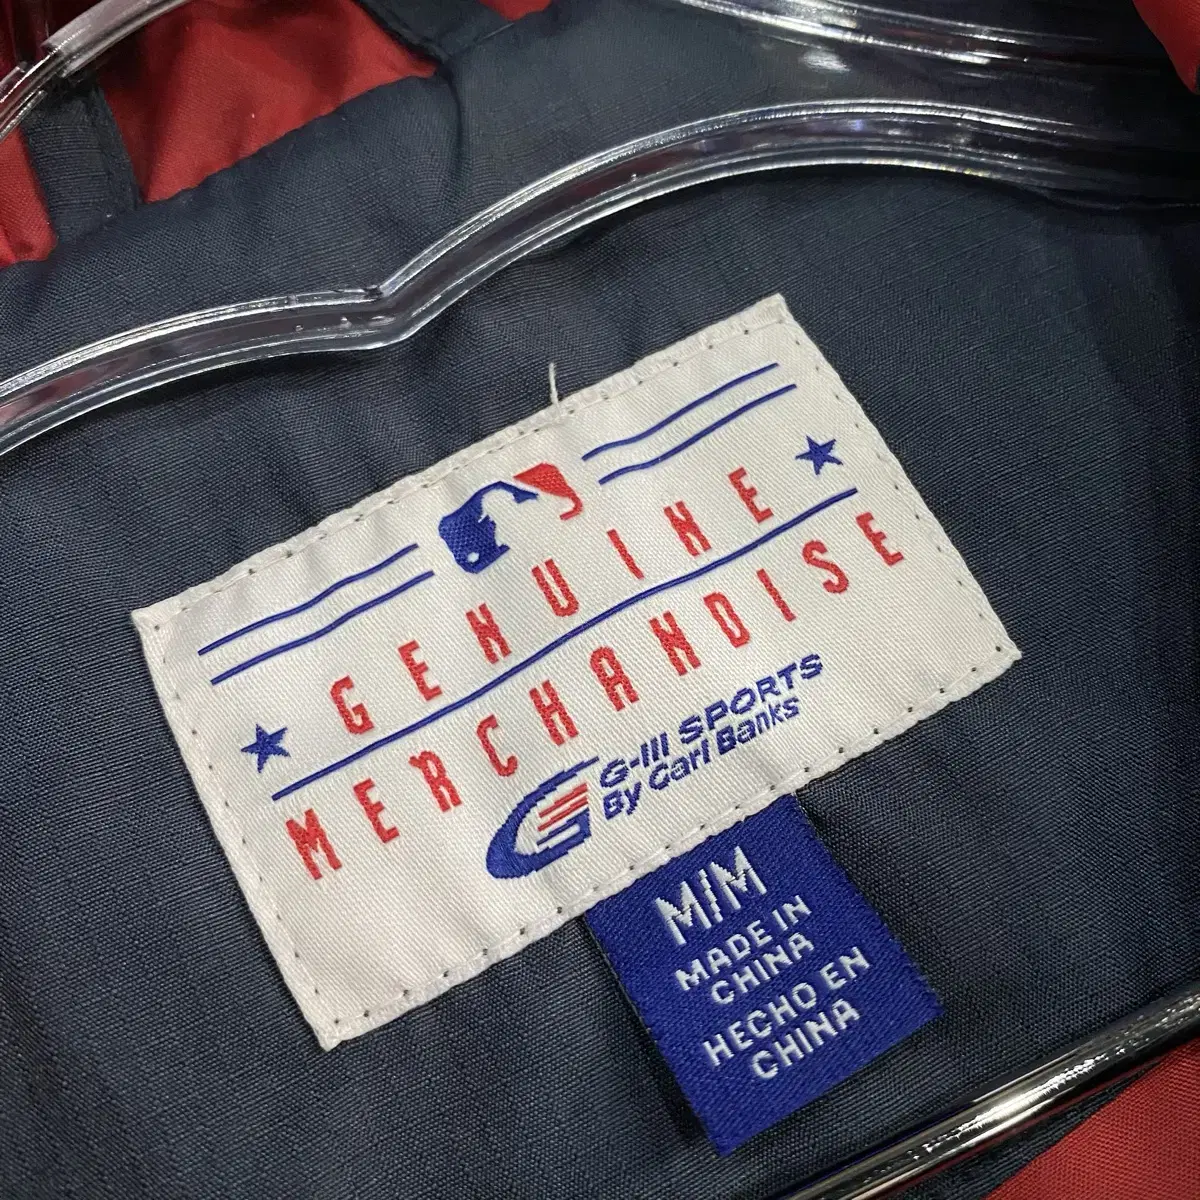 GENUINE
MERCHANDISE
G-III SPORTS
By Carl Banks
M/M
MADE IN
CHINA
HECHO EN
CHINA